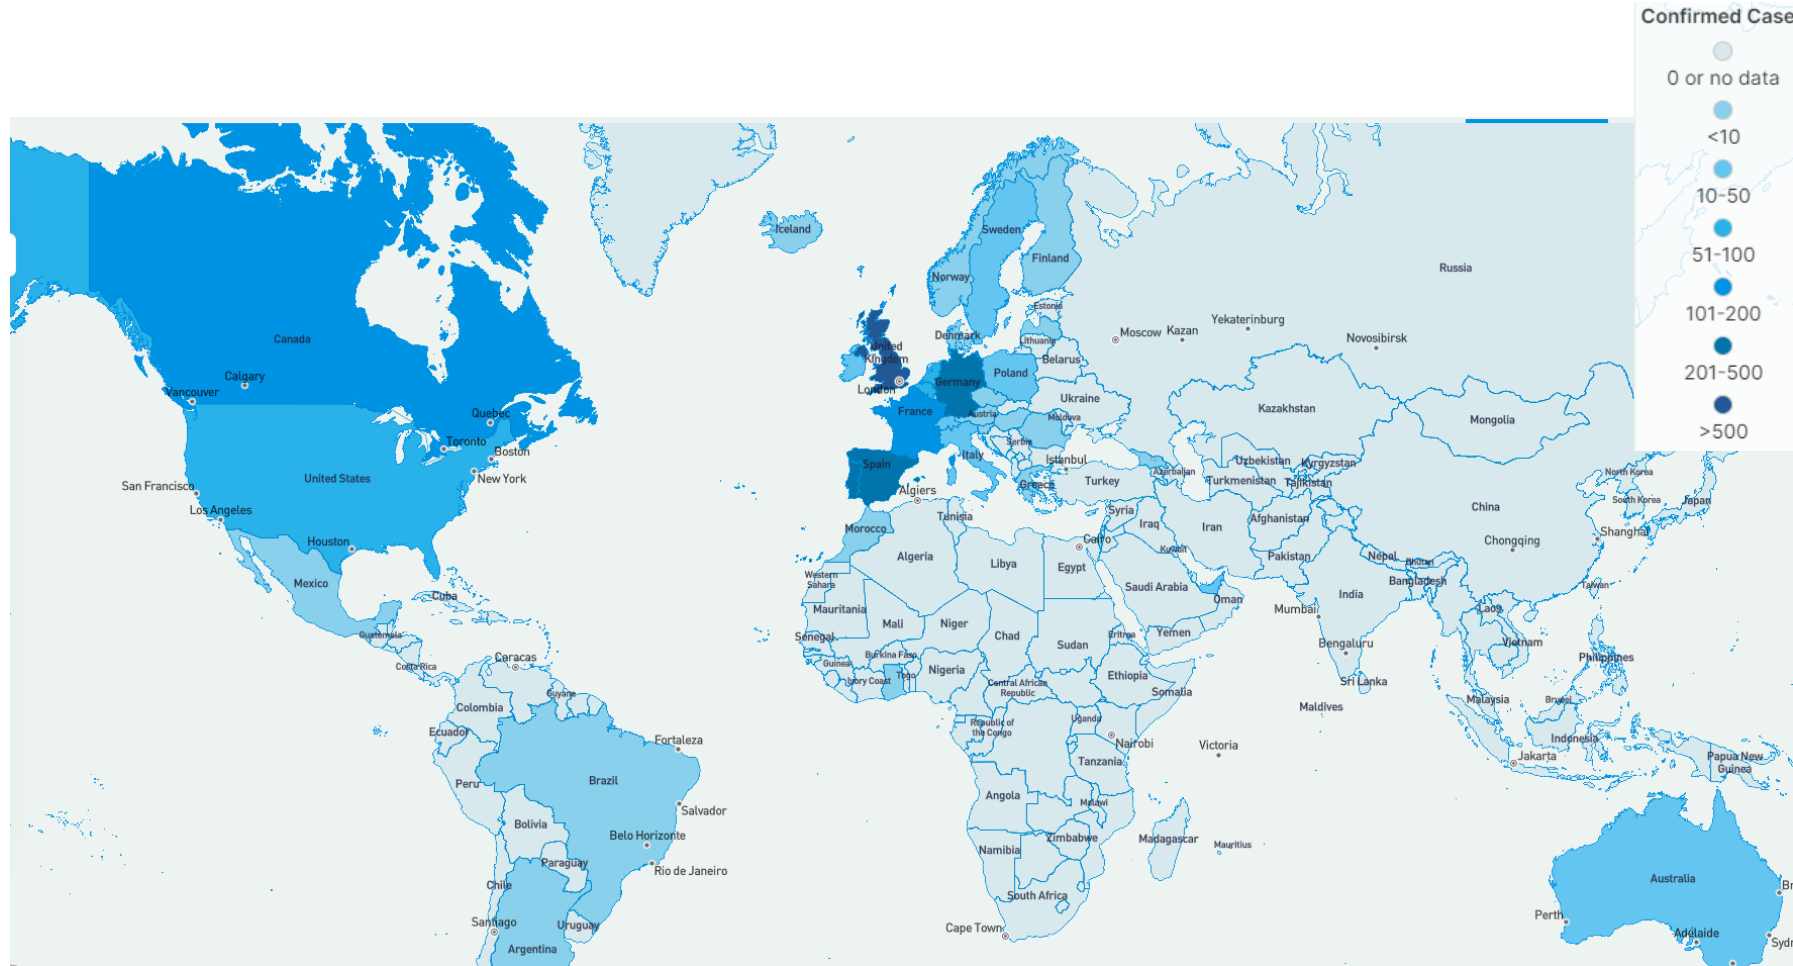 Confirmed Case
0 or no data
<10
10-50
51-100
101-200
201-500
>500
Iceland
Sweden
Finland
Norway
Russia
Estonia
Yekaterinburg
Moscow
Kazan
Novosibirsk
Denmark
Lithuania
Canada
United
Kingdom
Belarus
Poland
Calgary
London
Germany
Vancouver
Ukraine
Kazakhstan
Quebec
France
Austria
Moldova
Mongolia
Toronto
Serbia
Boston
Italy
Istanbul
Uzbekistan
Kyrgyzstan
Spain
Azerbaijan
North Korea
United States
New York
Greece
Turkey
Turkmenistan
Tajikistan
San Francisco
Algiers
South Korea
Japan
Los Angeles
Tunisia
Syria
China
Morocco
Iraq
Iran
Afghanistan
Shanghai
Houston
Cairo
Chongqing
Algeria
Kuwait
Pakistan
Nepal
Bhutan
Libya
Egypt
Mexico
Western
Sahara
Saudi Arabia
Bangladesh
Taiwan
Cuba
Oman
India
Mauritania
Mumbai
Laos
Mali
Niger
Guatemala
Senegal
Chad
Eritrea
Yemen
Sudan
Bengaluru
Vietnam
Caracas
Burkina Faso
Philippines
Costa Rica
Guinea
Nigeria
Ivory Coast
Togo
Ethiopia
Central African
Republic
Sri Lanka
Guyana
Somalia
Malaysia
Brunei
Colombia
Maldives
Uganda
Republic of
the Congo
Ecuador
Fortaleza
Nairobi
Victoria
Indonesia
Jakarta
Papua New
Guinea
Tanzania
Peru
Brazil
Angola
Malawi
Salvador
Bolivia
Belo Horizonte
Zimbabwe
Madagascar
Mauritius
Namibia
Paraguay
Rio de Janeiro
Australia
Chile
Br
South Africa
Perth
Santiago
Uruguay
Cape Town
Adelaide
Sydn
Argentina